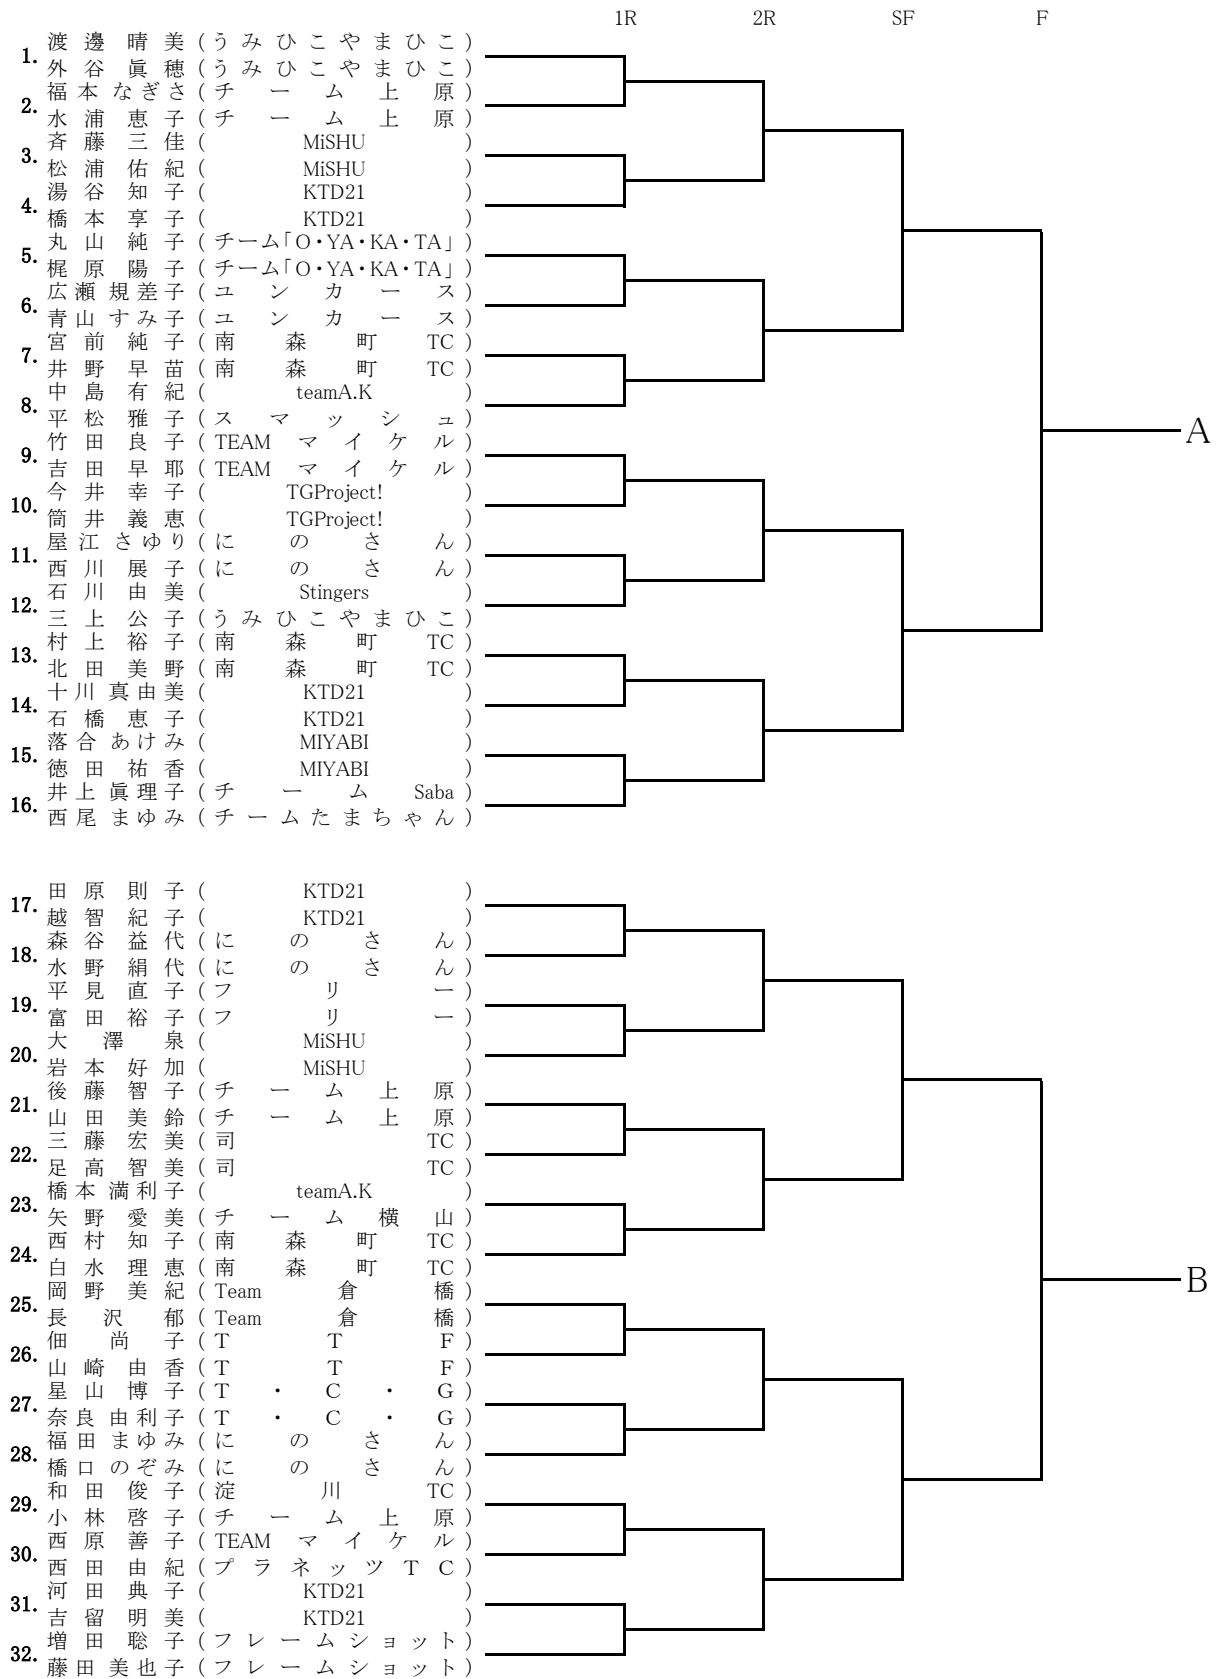 1R 2R SF F
渡邊晴美(うみひこやまひこ)
1.
外谷眞穂(うみひこやまひこ)
福本なぎさ(チーム上原)
2.
水浦恵子(チーム上原)
斉藤三佳(MiSHU)
3.
松浦佑紀(MiSHU)
湯谷知子(KTD21)
4.
橋本享子(KTD21)
丸山純子(チーム「O・YA・KA・TA」)
5.
梶原陽子(チーム「O・YA・KA・TA」)
広瀬規差子(ユンカース)
6.
青山すみ子(ユンカース)
宮前純子(南森町TC)
7.
井野早苗(南森町TC)
中島有紀(teamA.K)
8.
平松雅子(スマッシュ)
竹田良子(TEAMマイケル)
9.
吉田早耶(TEAMマイケル)
今井幸子(TGProject!)
10.
筒井義恵(TGProject!)
屋江さゆり(にのさん)
11.
西川展子(にのさん)
石川由美(Stingers)
12.
三上公子(うみひこやまひこ)
村上裕子(南森町TC)
13.
北田美野(南森町TC)
十川真由美(KTD21)
14.
石橋恵子(KTD21)
落合あけみ(MIYABI)
15.
徳田祐香(MIYABI)
井上眞理子(チームSaba)
16.
西尾まゆみ(チームたまちゃん)
A
田原則子(KTD21)
17.
越智紀子(KTD21)
森谷益代(にのさん)
18.
水野絹代(にのさん)
平見直子(フリー)
19.
富田裕子(フリー)
大澤泉(MiSHU)
20.
岩本好加(MiSHU)
後藤智子(チーム上原)
21.
山田美鈴(チーム上原)
三藤宏美(司TC)
22.
足高智美(司TC)
橋本満利子(teamA.K)
23.
矢野愛美(チーム横山)
西村知子(南森町TC)
24.
白水理恵(南森町TC)
岡野美紀(Team倉橋)
25.
長沢郁(Team倉橋)
佃尚子(TTF)
26.
山崎由香(TTF)
星山博子(T・C・G)
27.
奈良由利子(T・C・G)
福田まゆみ(にのさん)
28.
橋口のぞみ(にのさん)
和田俊子(淀川TC)
29.
小林啓子(チーム上原)
西原善子(TEAMマイケル)
30.
西田由紀(プラネッツTC)
河田典子(KTD21)
31.
吉留明美(KTD21)
増田聡子(フレームショット)
32.
藤田美也子(フレームショット)
B